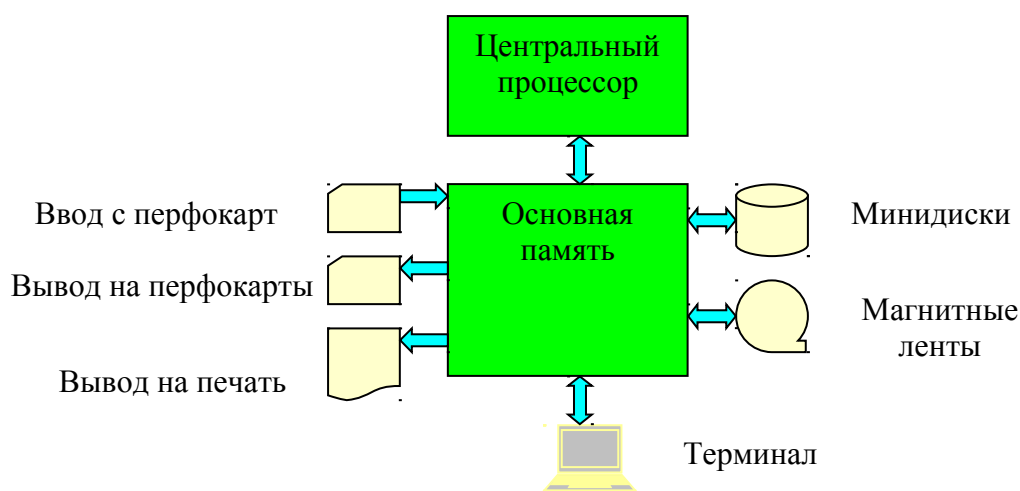 Центральный
процессор
Ввод с перфокарт
Основная
память
Минидиски
Вывод на перфокарты
Магнитные
ленты
Вывод на печать
Терминал